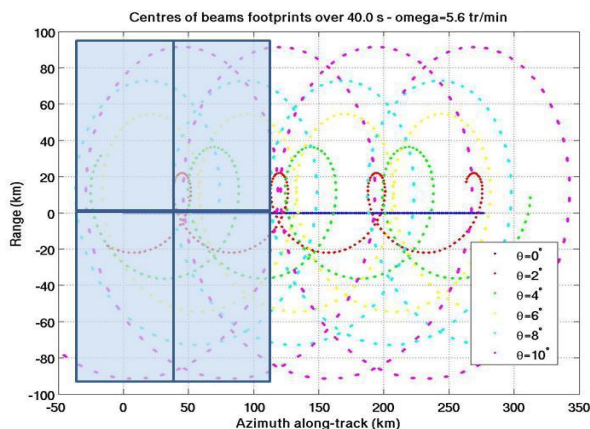 Centres of beams footprints over 40.0 s - omega=5.6 tr/min
Range (km)
100
80
60
40
20
0
-20
-40
-60
-80
-100
-50 0 50 100 150 200 250 300 350
Azimuth along-track (km)
θ=0°
θ=2°
θ=4°
θ=6°
θ=8°
θ=10°